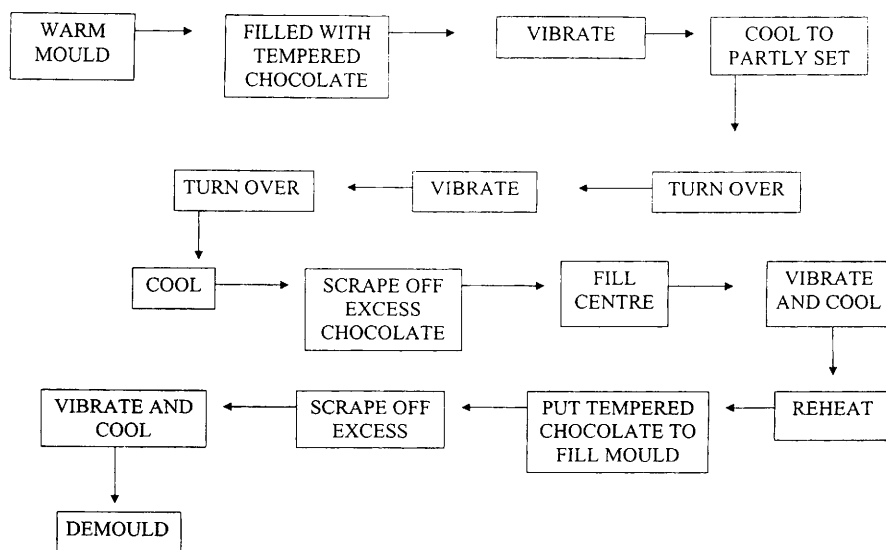 WARM
MOULD
FILLED WITH
TEMPERED
CHOCOLATE
VIBRATE
COOL TO
PARTLY SET
TURN OVER
VIBRATE
TURN OVER
COOL
SCRAPE OFF
EXCESS
CHOCOLATE
FILL
CENTRE
VIBRATE
AND COOL
REHEAT
PUT TEMPERED
CHOCOLATE TO
FILL MOULD
SCRAPE OFF
EXCESS
VIBRATE AND
COOL
DEMOULD